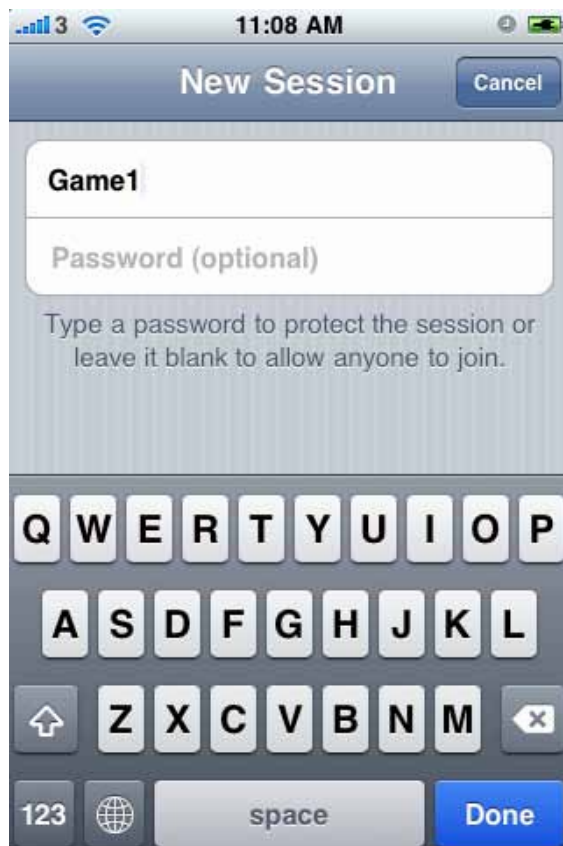 3 11:08 AM
New Session Cancel
Game1
Password (optional)
Type a password to protect the session or
leave it blank to allow anyone to join.
Q W E R T Y U I O P
A S D F G H J K L
Z X C V B N M
123 space Done